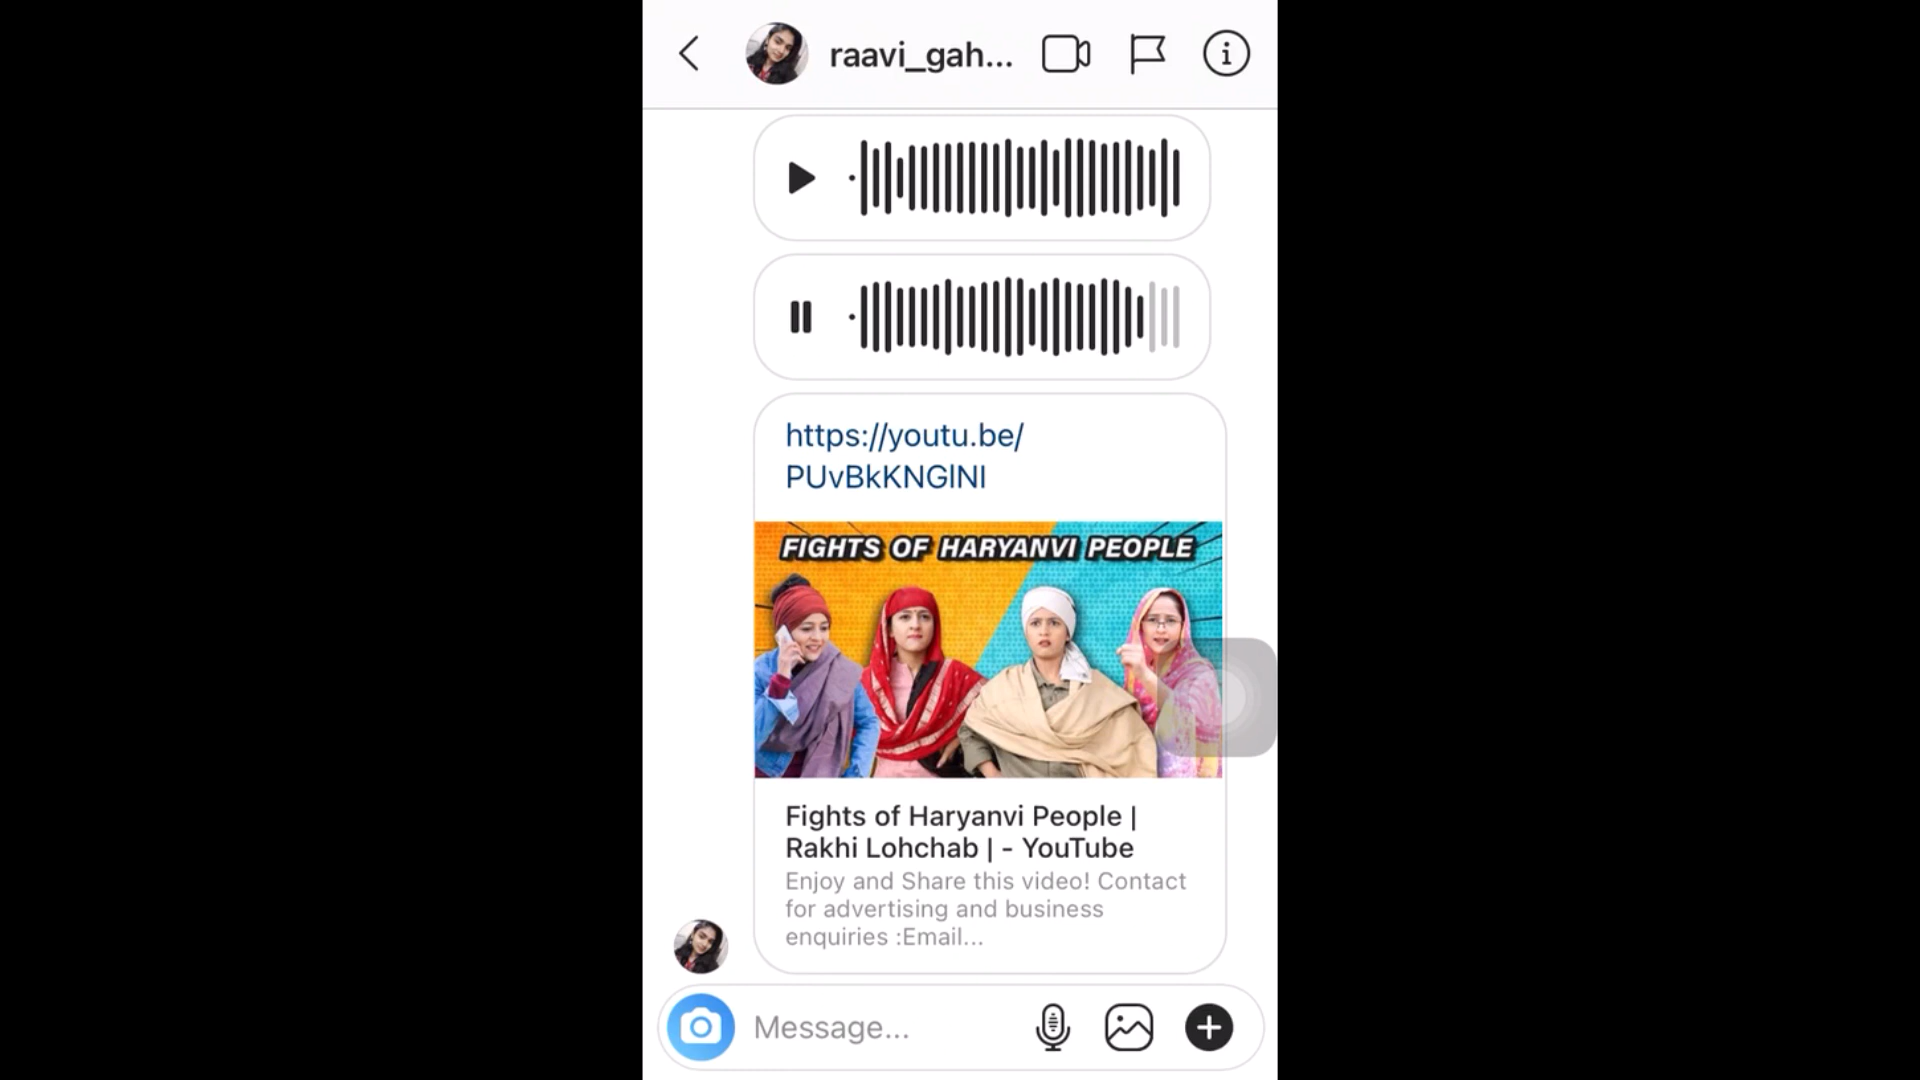 raavi_gah...
https://youtu.be/
PUvBkKNGlNI
FIGHTS OF HARYANVI PEOPLE
Fights of Haryanvi People |
Rakhi Lohchab | - YouTube
Enjoy and Share this video! Contact
for advertising and business
enquiries :Email...
Message...